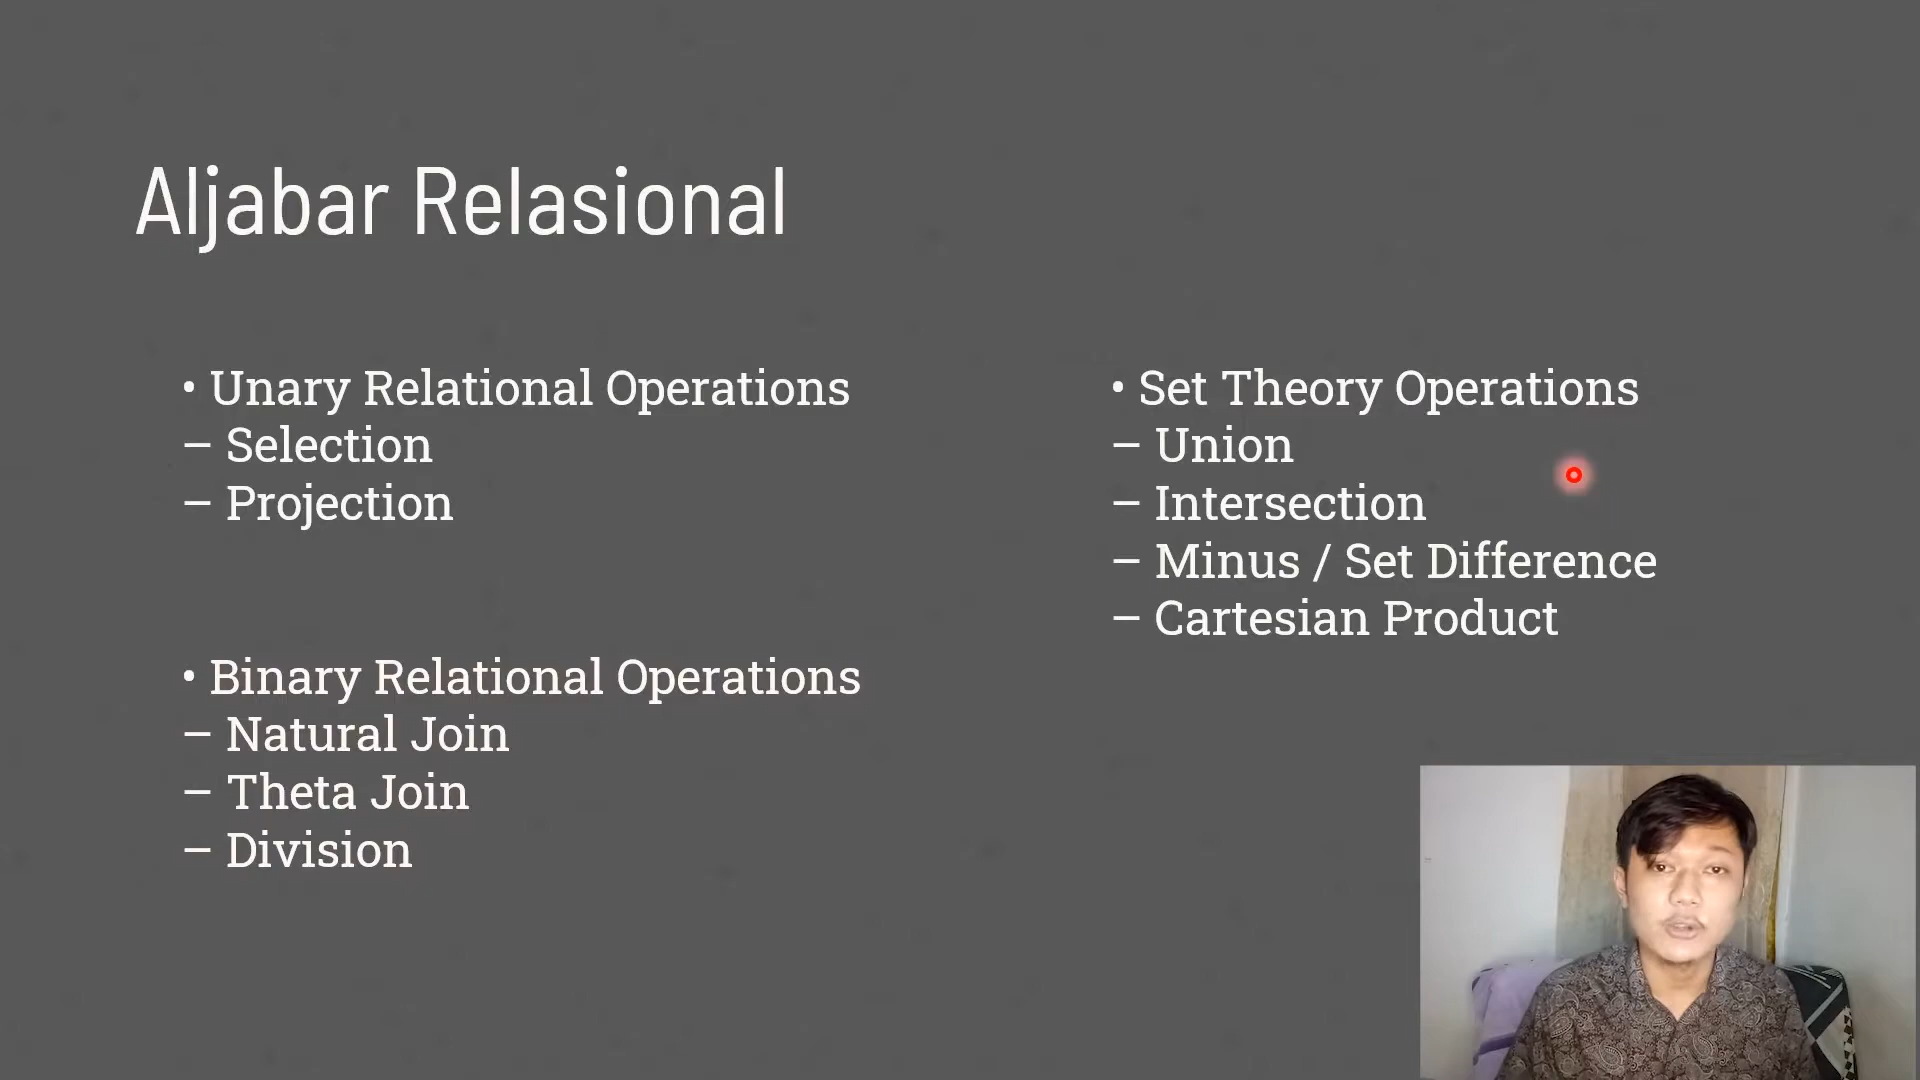 Aljabar Relasional
• Unary Relational Operations
– Selection
– Projection
• Binary Relational Operations
– Natural Join
– Theta Join
– Division
• Set Theory Operations
– Union
– Intersection
– Minus / Set Difference
– Cartesian Product